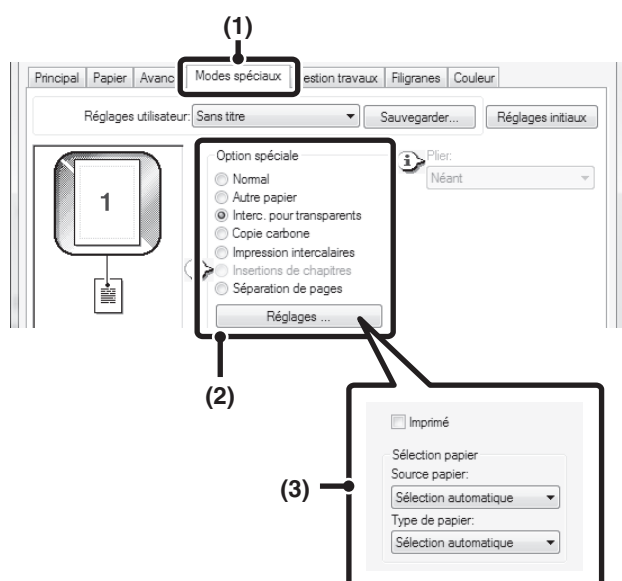 (1)
Principal Papier Avanc Modes spéciaux estion travaux Filigranes Couleur
Réglages utilisateur: Sans titre Sauvegarder... Réglages initiaux
1
Option spéciale
Normal
Autre papier
Interc. pour transparents
Copie carbone
Impression intercalaires
Insertions de chapitres
Séparation de pages
Réglages ...
Plier:
Néant
(2)
(3)
Imprimé
Sélection papier
Source papier:
Sélection automatique
Type de papier:
Sélection automatique